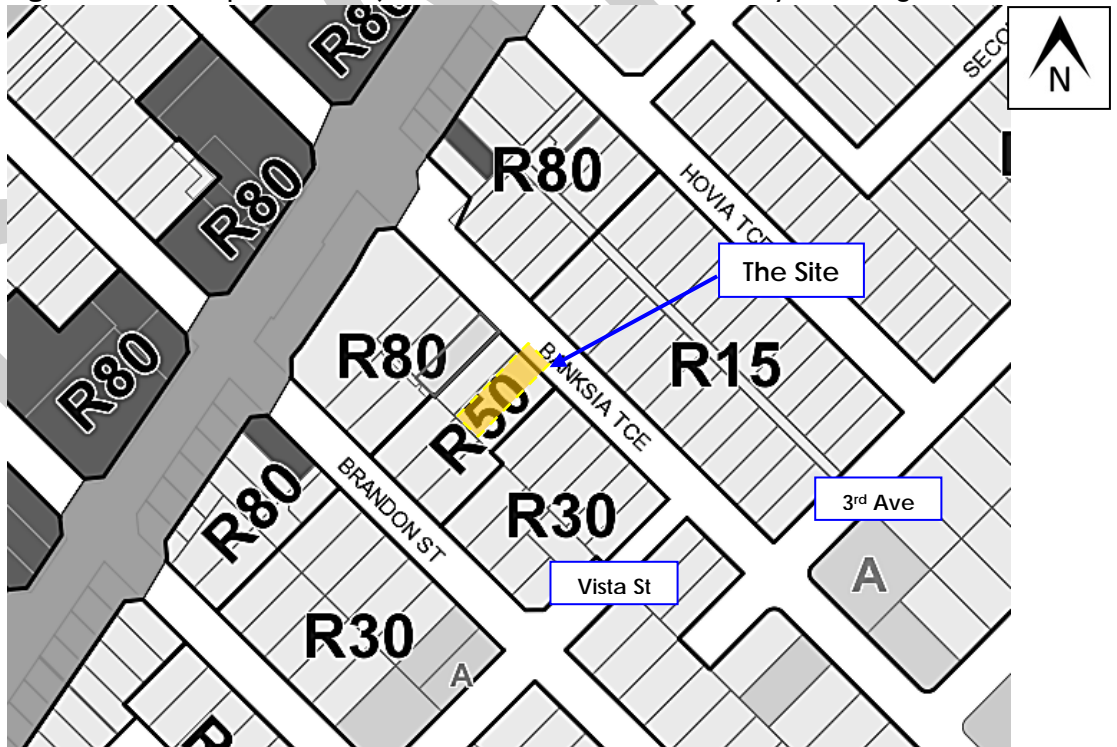 R80
N
SECO
R80
HOVIA TCE
R80
The Site
R80
R80
BANKSIA TCE
R15
R50
BRANDON ST
3rd Ave
R80
R30
Vista St
A
R30
A
R